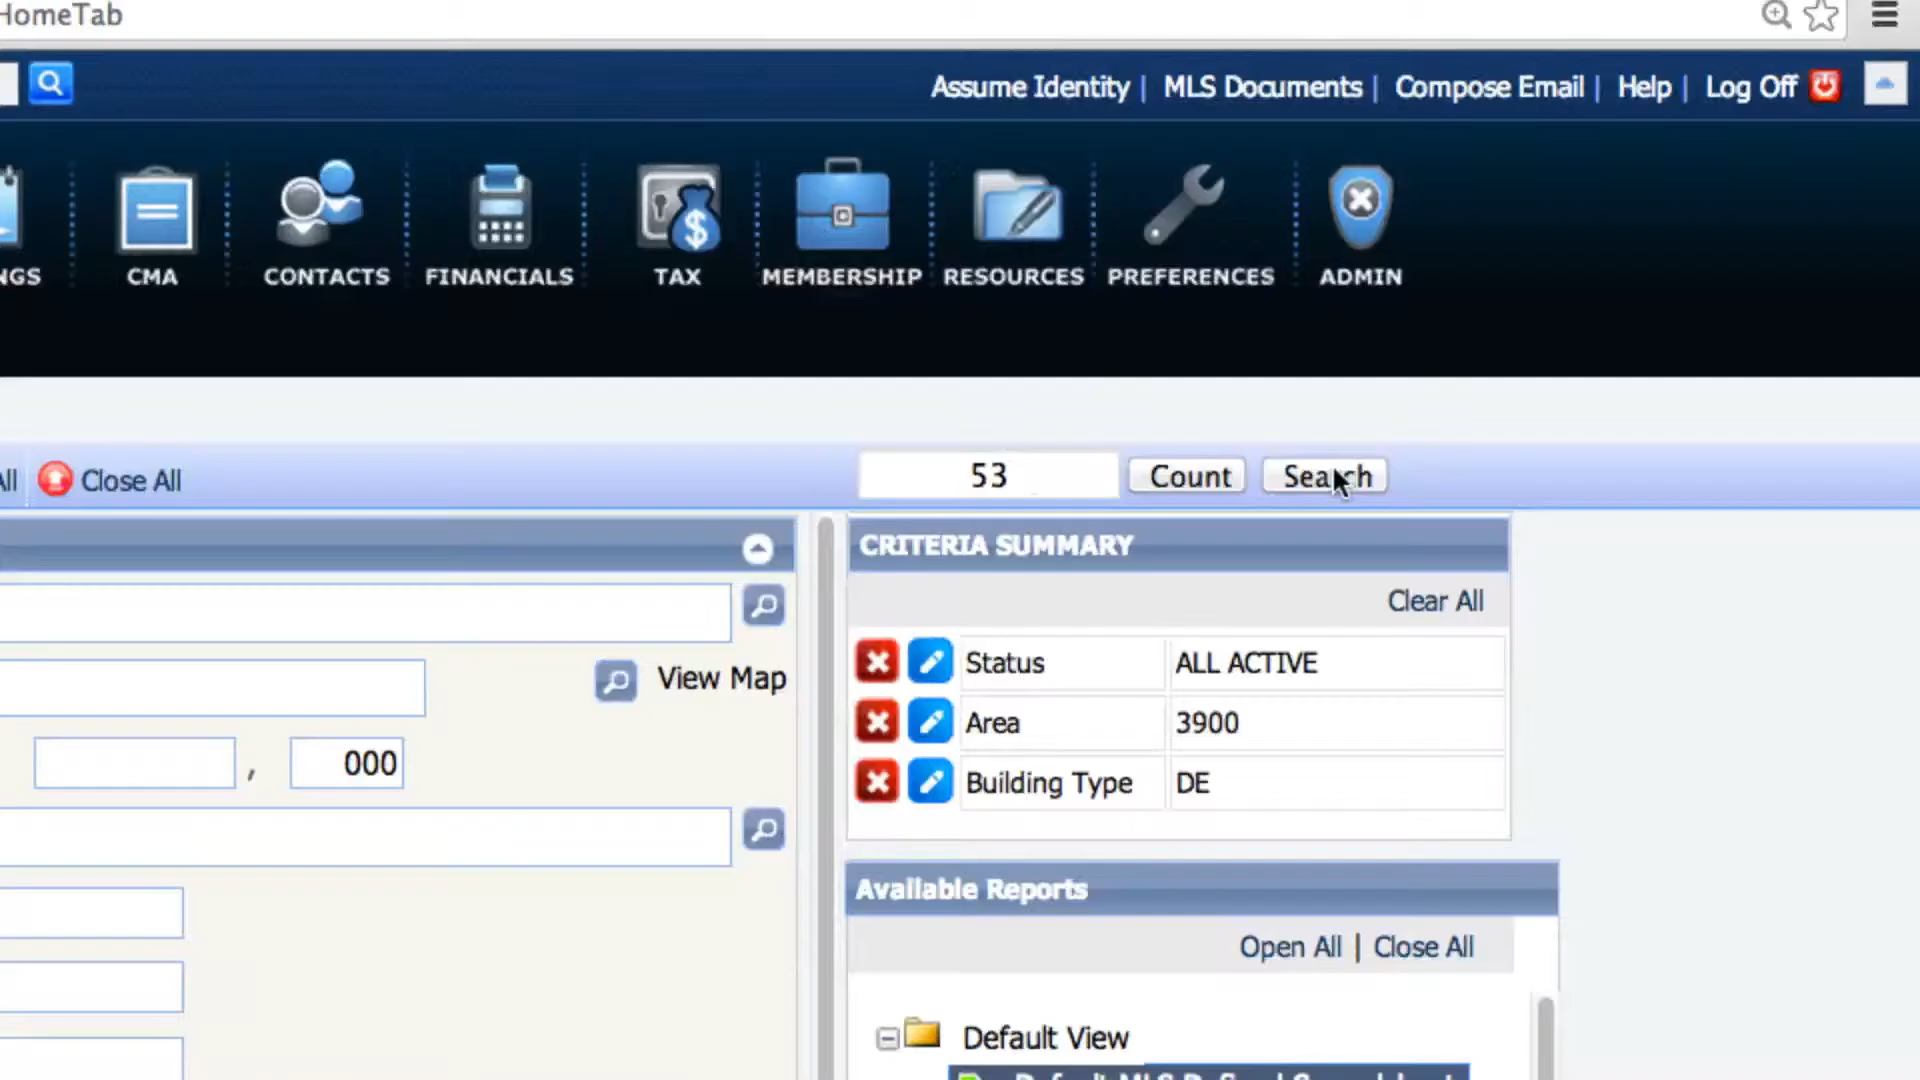 HomeTab
Assume Identity | MLS Documents | Compose Email | Help | Log Off
NGS CMA CONTACTS FINANCIALS TAX MEMBERSHIP RESOURCES PREFERENCES ADMIN
All Close All 53 Count Search
CRITERIA SUMMARY
Clear All
Status ALL ACTIVE
View Map
Area 3900
, 000
Building Type DE
Available Reports
Open All | Close All
Default View